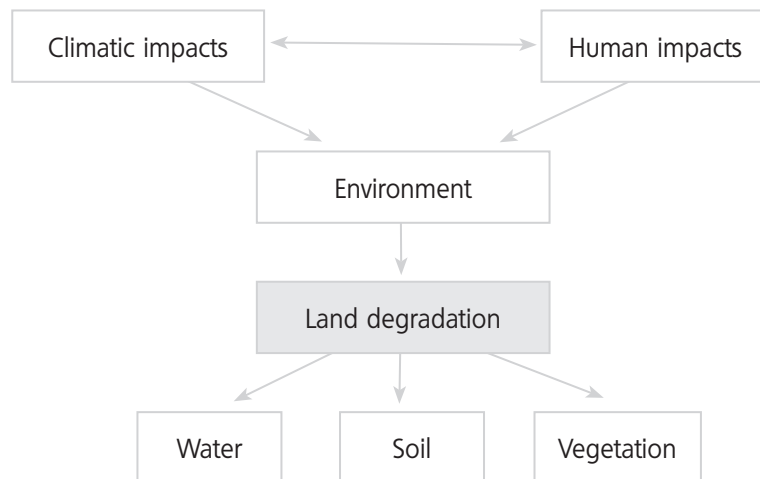 Climatic impacts
Human impacts
Environment
Land degradation
Water
Soil
Vegetation